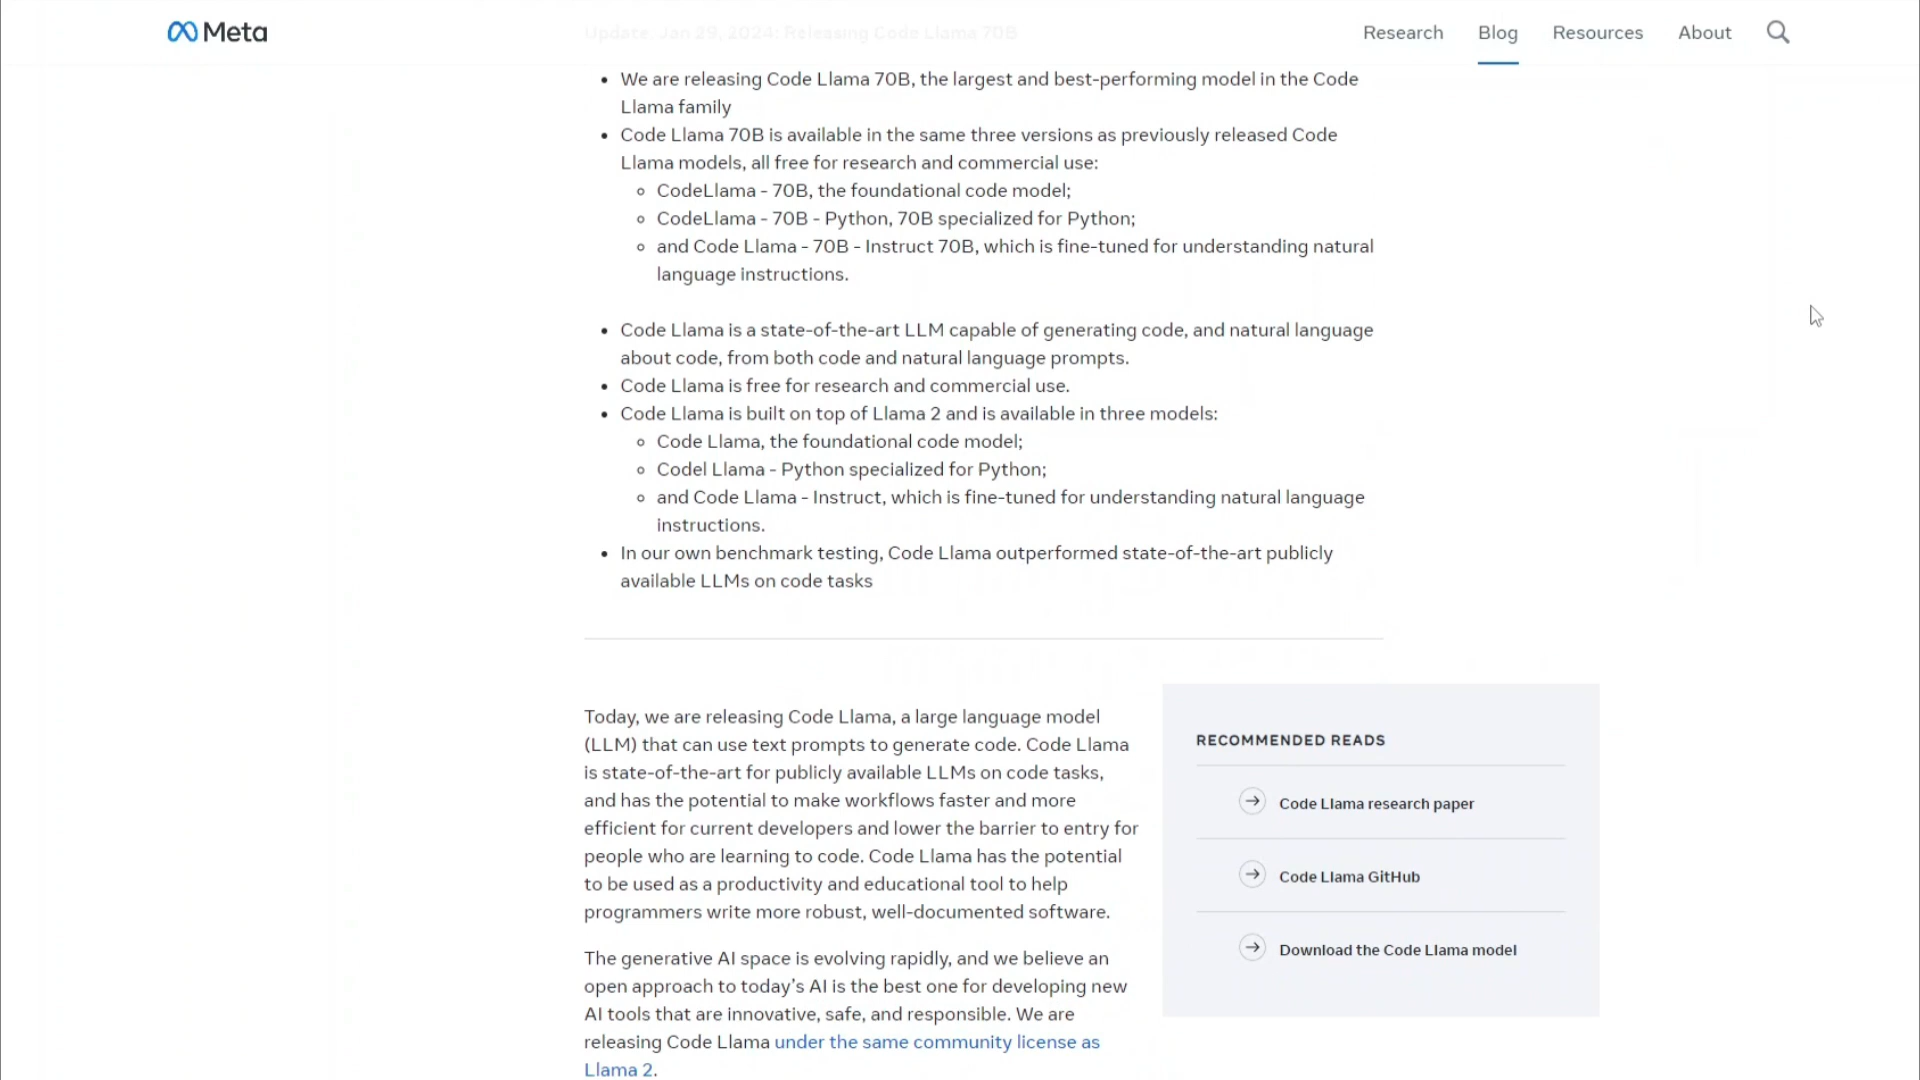 Meta
Update: Jan 29, 2024: Releasing Code Llama 70B
Research
Blog
Resources
About
• We are releasing Code Llama 70B, the largest and best-performing model in the Code
Llama family
• Code Llama 70B is available in the same three versions as previously released Code
Llama models, all free for research and commercial use:
◦ CodeLlama - 70B, the foundational code model;
◦ CodeLlama - 70B - Python, 70B specialized for Python;
◦ and Code Llama - 70B - Instruct 70B, which is fine-tuned for understanding natural
language instructions.
• Code Llama is a state-of-the-art LLM capable of generating code, and natural language
about code, from both code and natural language prompts.
• Code Llama is free for research and commercial use.
• Code Llama is built on top of Llama 2 and is available in three models:
◦ Code Llama, the foundational code model;
◦ Codel Llama - Python specialized for Python;
◦ and Code Llama - Instruct, which is fine-tuned for understanding natural language
instructions.
• In our own benchmark testing, Code Llama outperformed state-of-the-art publicly
available LLMs on code tasks
Today, we are releasing Code Llama, a large language model
(LLM) that can use text prompts to generate code. Code Llama
is state-of-the-art for publicly available LLMs on code tasks,
and has the potential to make workflows faster and more
efficient for current developers and lower the barrier to entry for
people who are learning to code. Code Llama has the potential
to be used as a productivity and educational tool to help
programmers write more robust, well-documented software.
The generative AI space is evolving rapidly, and we believe an
open approach to today's AI is the best one for developing new
AI tools that are innovative, safe, and responsible. We are
releasing Code Llama under the same community license as
Llama 2.
RECOMMENDED READS
Code Llama research paper
Code Llama GitHub
Download the Code Llama model